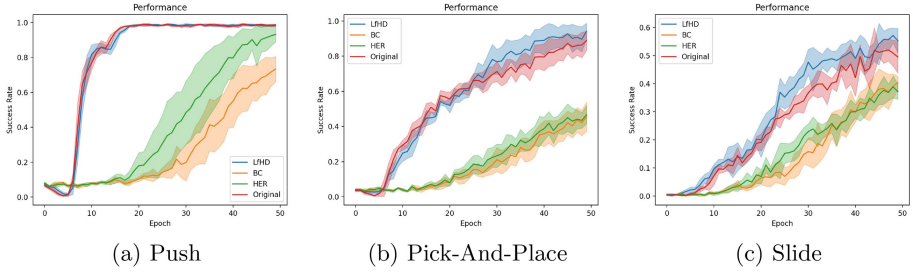 Performance
Success Rate
1.0
0.8
0.6
0.4
0.2
0.0
LfHD
BC
HER
Original
0 10 20 30 40 50
Epoch
(a) Push
Performance
Success Rate
1.0
0.8
0.6
0.4
0.2
0.0
LfHD
BC
HER
Original
0 10 20 30 40 50
Epoch
(b) Pick-And-Place
Performance
Success Rate
0.6
0.5
0.4
0.3
0.2
0.1
0.0
LfHD
BC
HER
Original
0 10 20 30 40 50
Epoch
(c) Slide